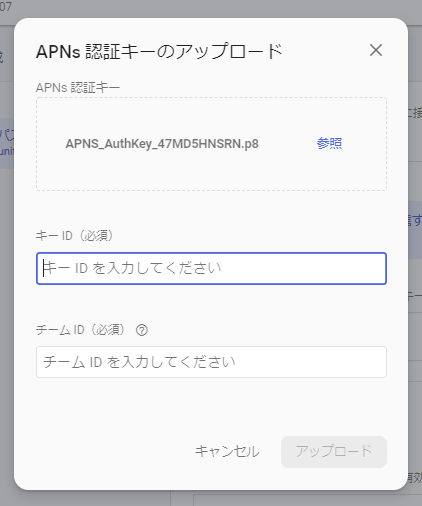 07
APNs 認証キーのアップロード
APNs 認証キー
APNS_AuthKey_47MD5HNSRN.p8 参照
キー ID（必須）
キー ID を入力してください
チーム ID（必須）
チーム ID を入力してください
キャンセル アップロード